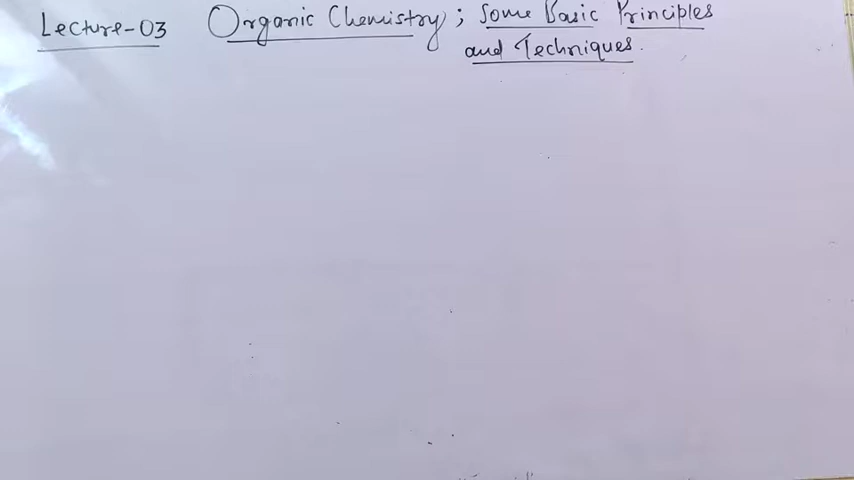 Lecture-03 Organic Chemistry ; Some Basic Principles
and Techniques.